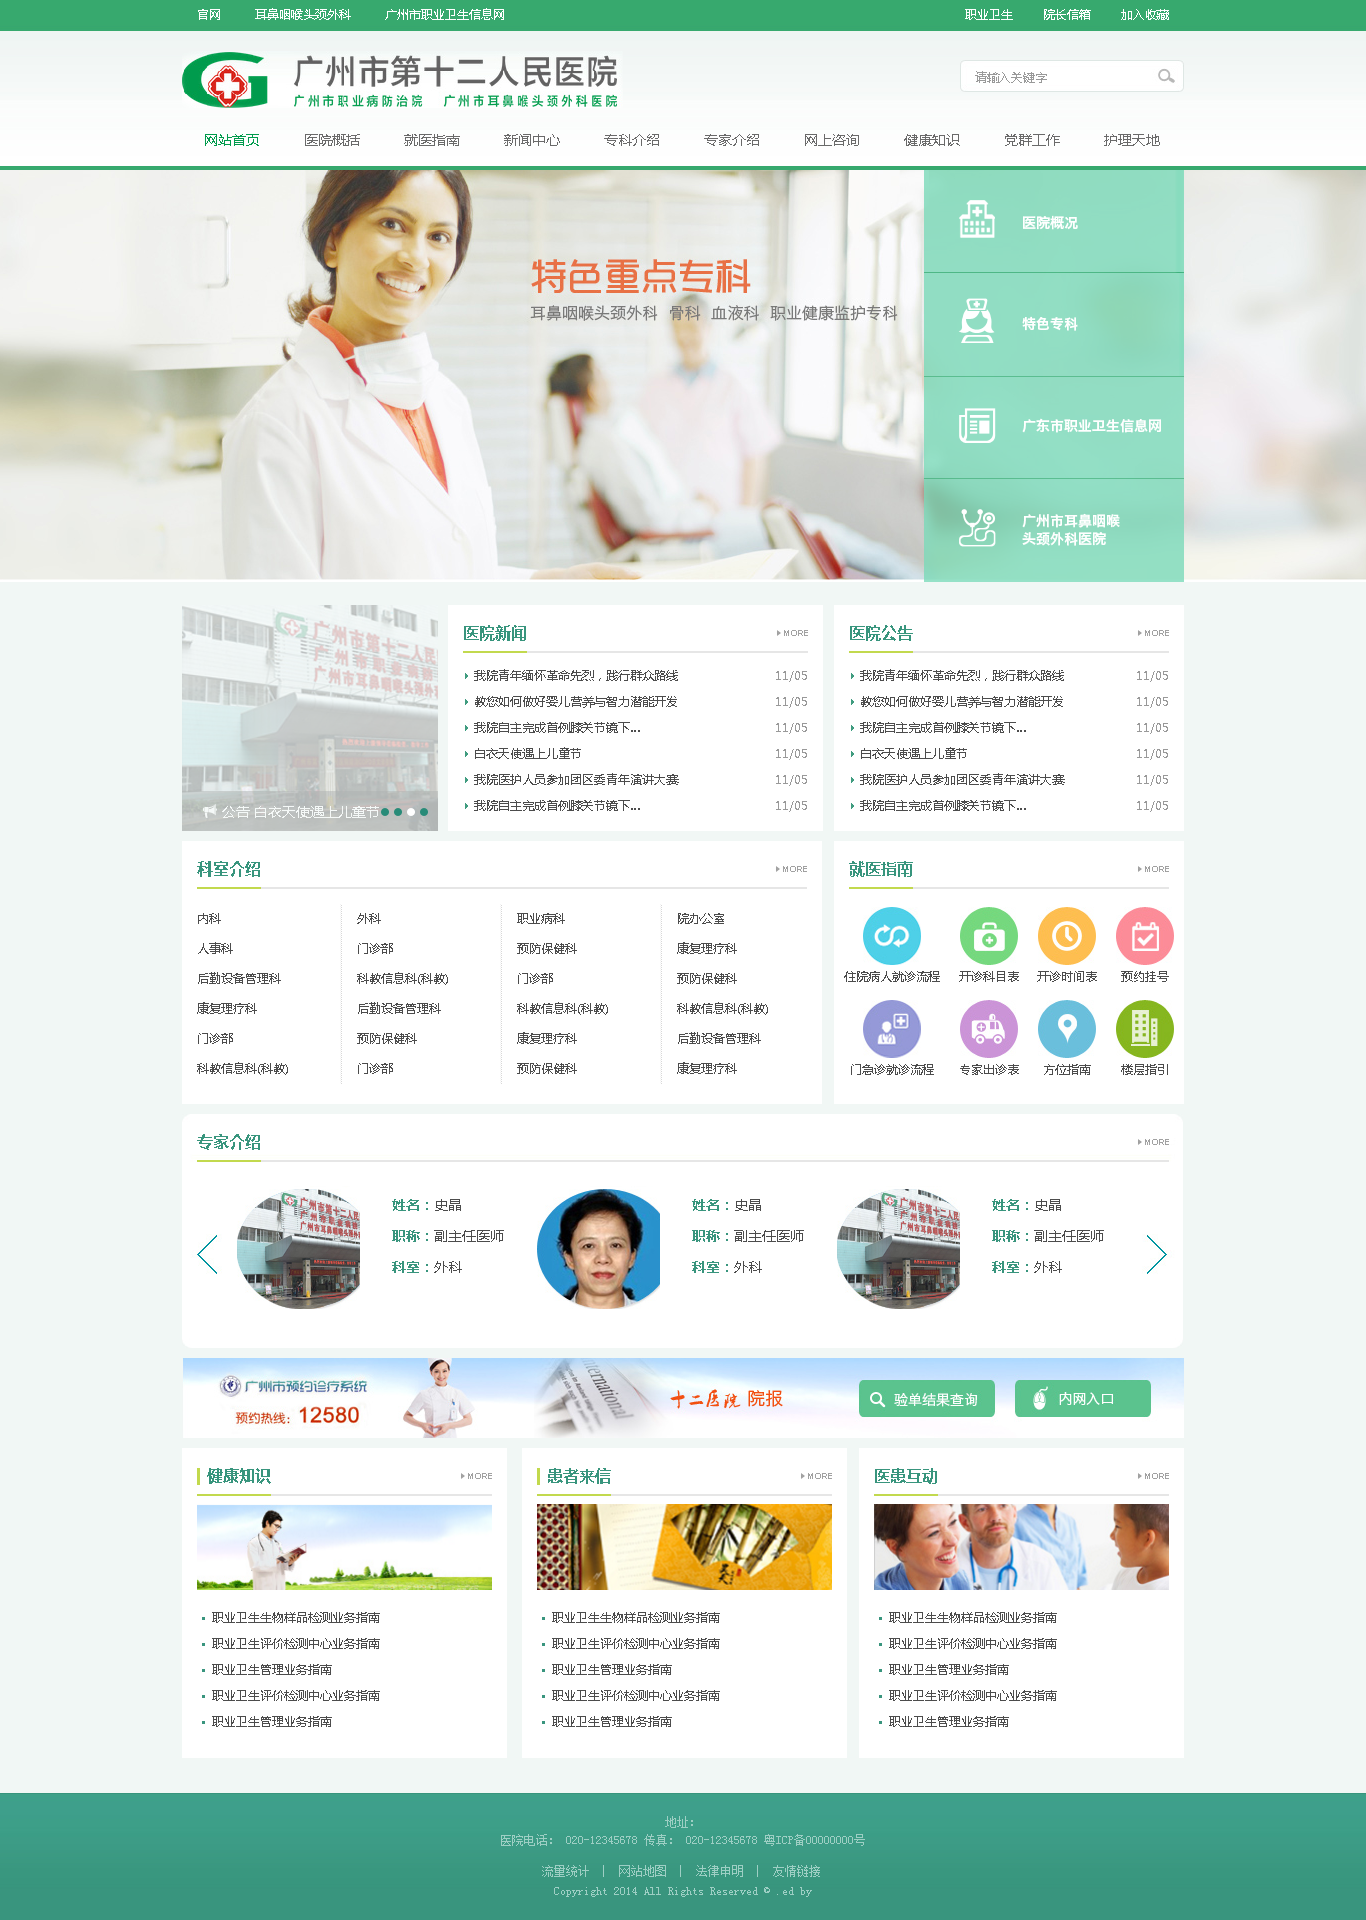 官网 耳鼻咽喉头颈外科 广州市职业卫生信息网 职业卫生 院长信箱 加入收藏
广州市第十二人民医院
广州市职业病防治院 广州市耳鼻喉头颈外科医院
请输入关键字
网站首页 医院概括 就医指南 新闻中心 专科介绍 专家介绍 网上咨询 健康知识 党群工作 护理天地
特色重点专科
耳鼻咽喉头颈外科 骨科 血液科 职业健康监护专科
医院概况
特色专科
广东市职业卫生信息网
广州市耳鼻咽喉
头颈外科医院
广州市第十二人民
广州市耳鼻咽喉头颈外
公告 白衣天使遇上儿童节
医院新闻 MORE
我院青年缅怀革命先烈，践行群众路线 11/05
教您如何做好婴儿营养与智力潜能开发 11/05
我院自主完成首例膝关节镜下... 11/05
白衣天使遇上儿童节 11/05
我院医护人员参加团区委青年演讲大赛 11/05
我院自主完成首例膝关节镜下... 11/05
医院公告 MORE
我院青年缅怀革命先烈，践行群众路线 11/05
教您如何做好婴儿营养与智力潜能开发 11/05
我院自主完成首例膝关节镜下... 11/05
白衣天使遇上儿童节 11/05
我院医护人员参加团区委青年演讲大赛 11/05
我院自主完成首例膝关节镜下... 11/05
科室介绍 MORE
内科 外科 职业病科 院办公室
人事科 门诊部 预防保健科 康复理疗科
后勤设备管理科 科教信息科(科教) 门诊部 预防保健科
康复理疗科 后勤设备管理科 科教信息科(科教) 科教信息科(科教)
门诊部 预防保健科 康复理疗科 后勤设备管理科
科教信息科(科教) 门诊部 预防保健科 康复理疗科
就医指南 MORE
住院病人就诊流程 开诊科目表 开诊时间表 预约挂号
门急诊就诊流程 专家出诊表 方位指南 楼层指引
专家介绍 MORE
姓名：史晶 姓名：史晶 姓名：史晶
职称：副主任医师 职称：副主任医师 职称：副主任医师
科室：外科 科室：外科 科室：外科
广州市预约诊疗系统
预约热线：12580
International
十二医院 院报
验单结果查询 内网入口
健康知识 MORE
职业卫生生物样品检测业务指南
职业卫生评价检测中心业务指南
职业卫生管理业务指南
职业卫生评价检测中心业务指南
职业卫生管理业务指南
患者来信 MORE
职业卫生生物样品检测业务指南
职业卫生评价检测中心业务指南
职业卫生管理业务指南
职业卫生评价检测中心业务指南
职业卫生管理业务指南
医患互动 MORE
职业卫生生物样品检测业务指南
职业卫生评价检测中心业务指南
职业卫生管理业务指南
职业卫生评价检测中心业务指南
职业卫生管理业务指南
地址:
医院电话: 020-12345678 传真: 020-12345678 粤ICP备00000000号
流量统计 | 网站地图 | 法律申明 | 友情链接
Copyright 2014 All Rights Reserved © .ed by